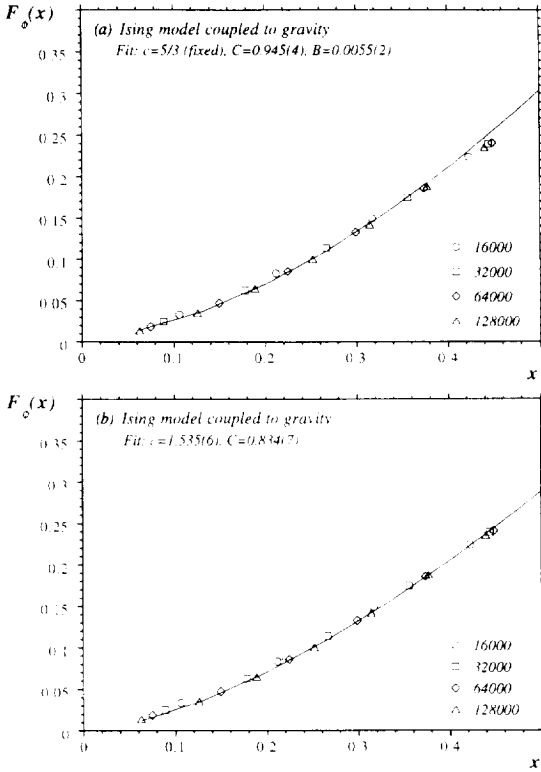 F_ϕ(x)
(a) Ising model coupled to gravity
Fit: c=5/3 (fixed), C=0.945(4), B=0.0055(2)
0.35
0.3
0.25
0.2
0.15
0.1
0.05
0
16000
32000
64000
128000
0 0.1 0.2 0.3 0.4
x
F_ϕ(x)
(b) Ising model coupled to gravity
Fit: c=1.535(6), C=0.834(7)
0.35
0.3
0.25
0.2
0.15
0.1
0.05
0
16000
32000
64000
128000
0 0.1 0.2 0.3 0.4
x